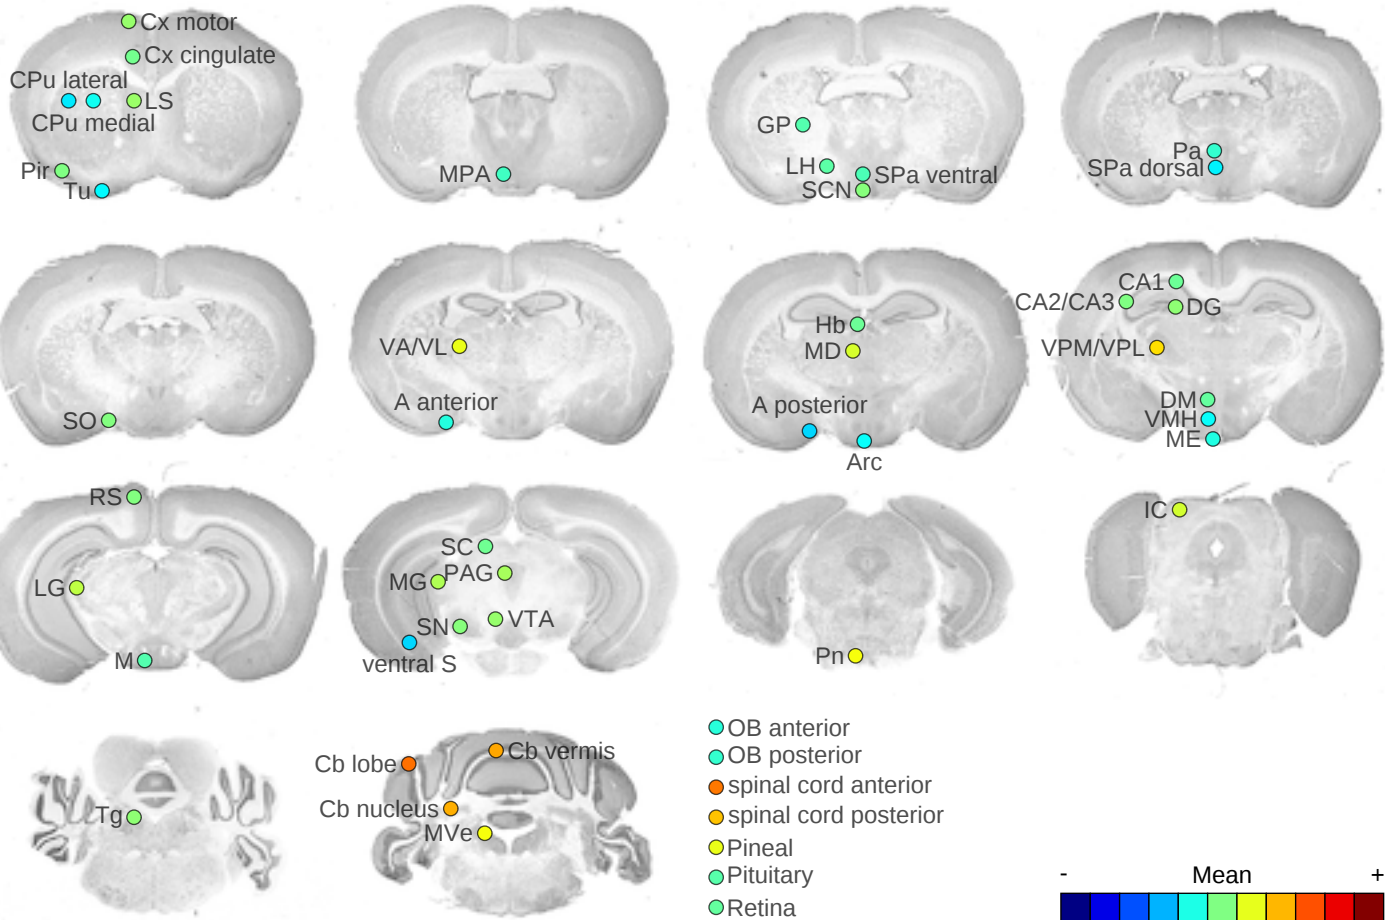 Cx motor
Cx cingulate
CPu lateral
LS
CPu medial
Pir
Tu
MPA
GP
LH
SPa ventral
SCN
Pa
SPa dorsal
SO
VA/VL
A anterior
Hb
MD
A posterior
Arc
CA1
CA2/CA3
DG
VPM/VPL
DM
VMH
ME
RS
LG
M
SC
MG
PAG
SN
VTA
ventral S
Pn
IC
Tg
Cb lobe
Cb vermis
Cb nucleus
MVe
OB anterior
OB posterior
spinal cord anterior
spinal cord posterior
Pineal
Pituitary
Retina
- Mean +